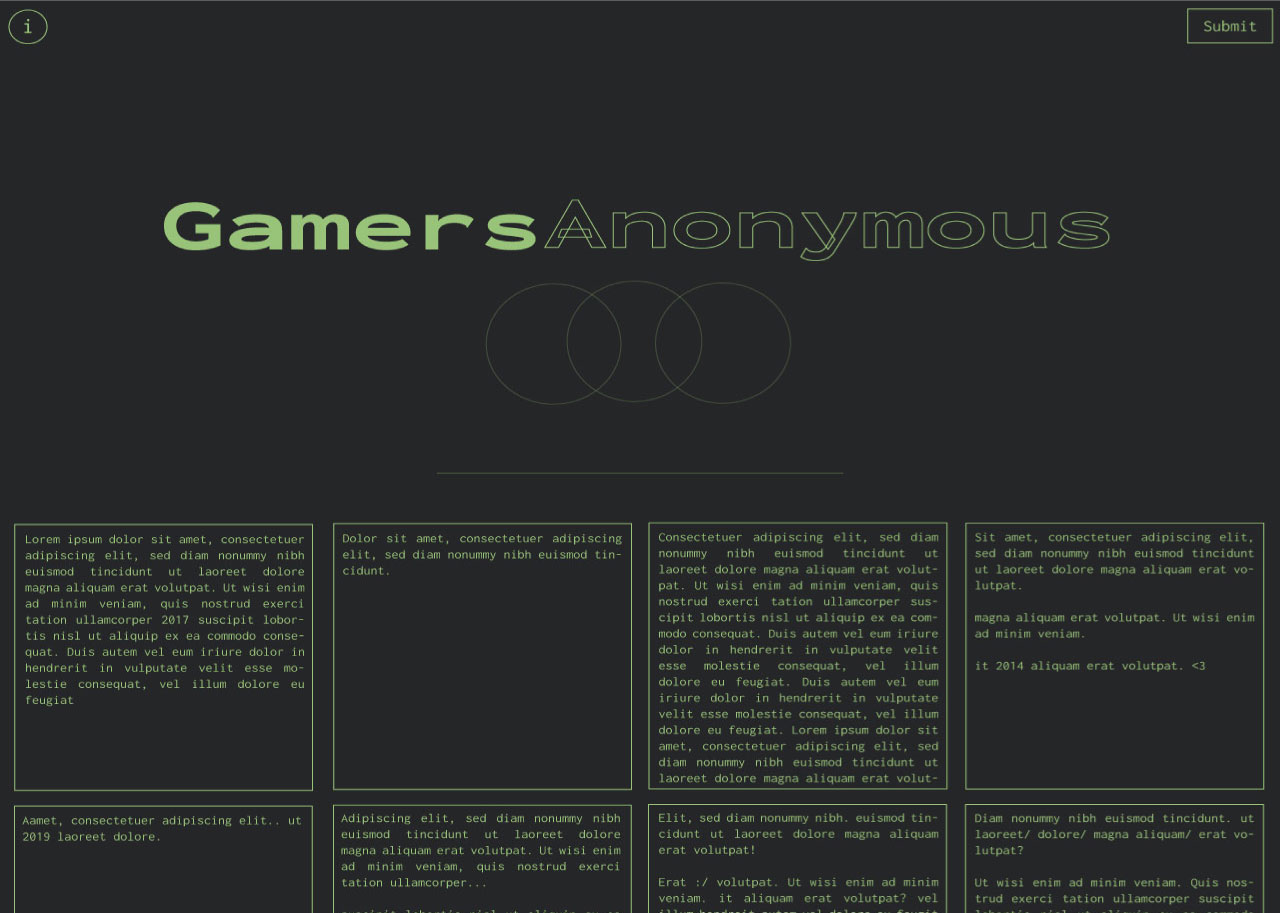 i
Submit
GamersAnonymous
Lorem ipsum dolor sit amet, consectetuer
adipiscing elit, sed diam nonummy nibh
euismod tincidunt ut laoreet dolore
magna aliquam erat volutpat. Ut wisi enim
ad minim veniam, quis nostrud exerci
tation ullamcorper 2017 suscipit lobor-
tis nisl ut aliquip ex ea commodo conse-
quat. Duis autem vel eum iriure dolor in
hendrerit in vulputate velit esse mo-
lestie consequat, vel illum dolore eu
feugiat
Dolor sit amet, consectetuer adipiscing
elit, sed diam nonummy nibh euismod tin-
cidunt.
Consectetuer adipiscing elit, sed diam
nonummy nibh euismod tincidunt ut
laoreet dolore magna aliquam erat volut-
pat. Ut wisi enim ad minim veniam, quis
nostrud exerci tation ullamcorper sus-
cipit lobortis nisl ut aliquip ex ea com-
modo consequat. Duis autem vel eum iriure
dolor in hendrerit in vulputate velit
esse molestie consequat, vel illum
dolore eu feugiat. Duis autem vel eum
iriure dolor in hendrerit in vulputate
velit esse molestie consequat, vel illum
dolore eu feugiat. Lorem ipsum dolor sit
amet, consectetuer adipiscing elit, sed
diam nonummy nibh euismod tincidunt ut
laoreet dolore magna aliquam erat volut-
Sit amet, consectetuer adipiscing elit,
sed diam nonummy nibh euismod tincidunt
ut laoreet dolore magna aliquam erat vo-
lutpat.
magna aliquam erat volutpat. Ut wisi enim
ad minim veniam.
it 2014 aliquam erat volutpat. <3
Aamet, consectetuer adipiscing elit.. ut
2019 laoreet dolore.
Adipiscing elit, sed diam nonummy nibh
euismod tincidunt ut laoreet dolore
magna aliquam erat volutpat. Ut wisi enim
ad minim veniam, quis nostrud exerci
tation ullamcorper...
Elit, sed diam nonummy nibh. euismod tin-
cidunt ut laoreet dolore magna aliquam
erat volutpat!
Erat :/ volutpat. Ut wisi enim ad minim
veniam. it aliquam erat volutpat? vel
Diam nonummy nibh euismod tincidunt. ut
laoreet/ dolore/ magna aliquam/ erat vo-
lutpat?
Ut wisi enim ad minim veniam. Quis nos-
trud exerci tation ullamcorper suscipit